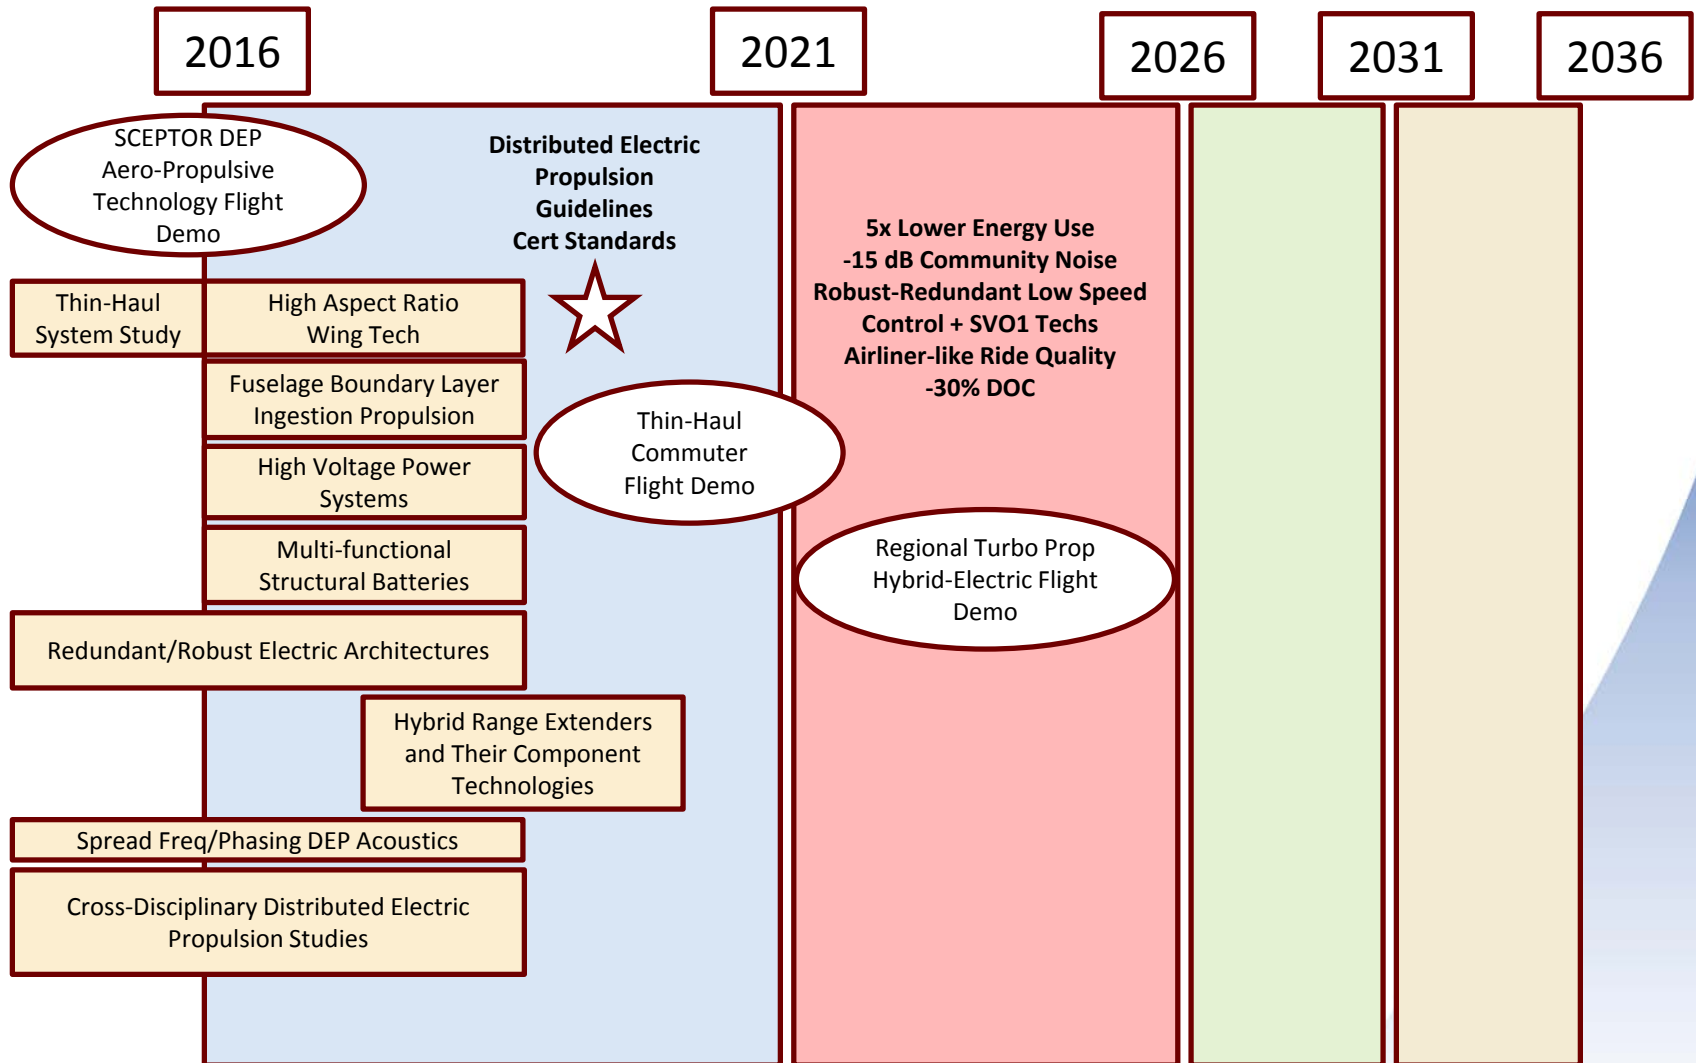 2016
2021
2026
2031
2036
SCEPTOR DEP
Aero-Propulsive
Technology Flight
Demo
Distributed Electric
Propulsion
Guidelines
Cert Standards
5x Lower Energy Use
-15 dB Community Noise
Robust-Redundant Low Speed
Control + SVO1 Techs
Airliner-like Ride Quality
-30% DOC
Thin-Haul
System Study
High Aspect Ratio
Wing Tech
Fuselage Boundary Layer
Ingestion Propulsion
Thin-Haul
Commuter
Flight Demo
High Voltage Power
Systems
Multi-functional
Structural Batteries
Regional Turbo Prop
Hybrid-Electric Flight
Demo
Redundant/Robust Electric Architectures
Hybrid Range Extenders
and Their Component
Technologies
Spread Freq/Phasing DEP Acoustics
Cross-Disciplinary Distributed Electric
Propulsion Studies